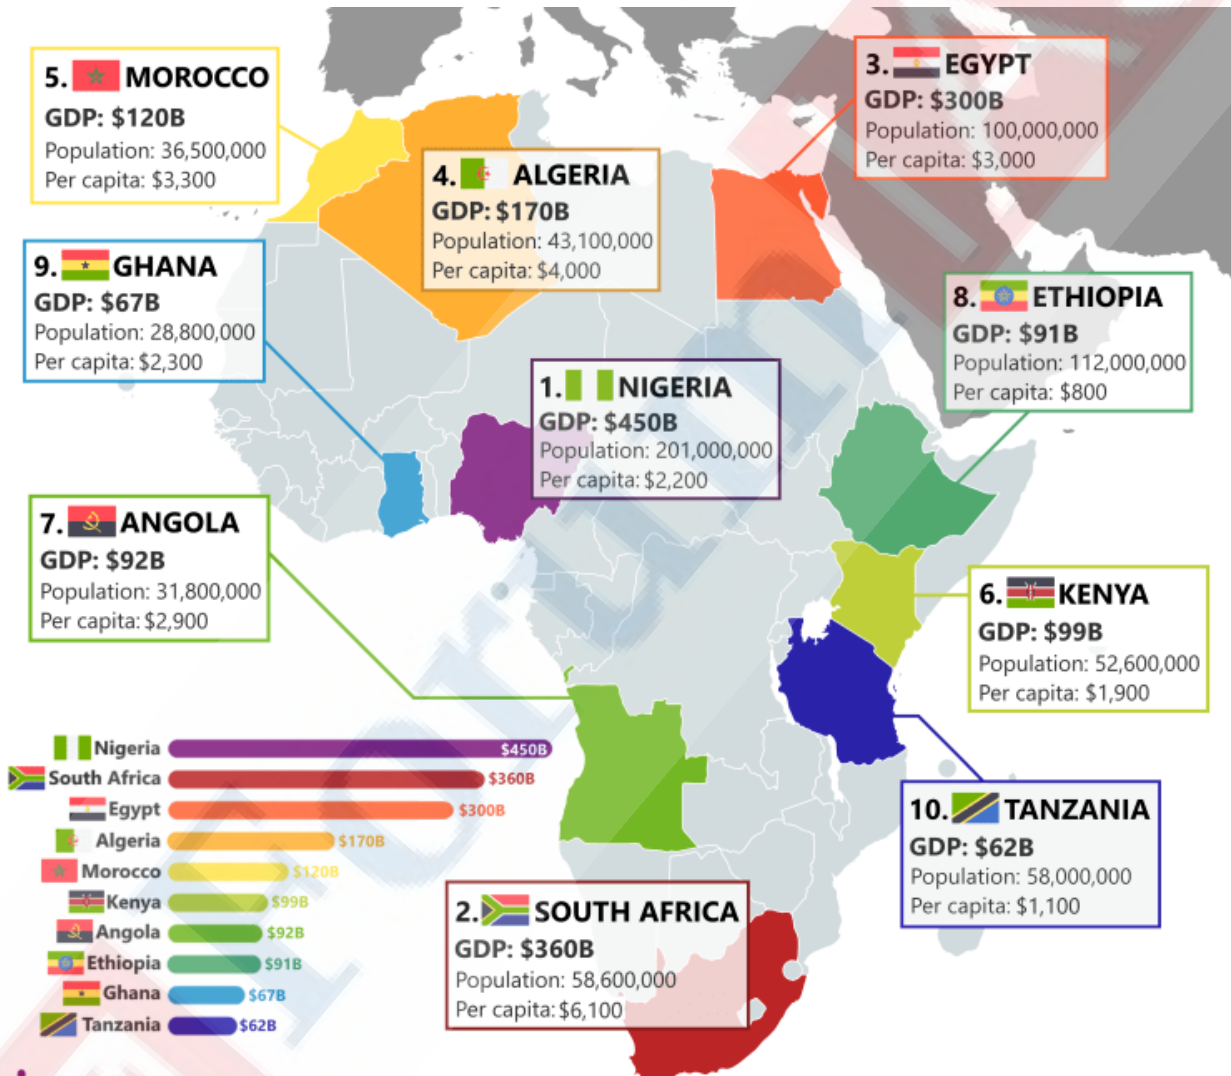 5. MOROCCO
GDP: $120B
Population: 36,500,000
Per capita: $3,300
3. EGYPT
GDP: $300B
Population: 100,000,000
Per capita: $3,000
4. ALGERIA
GDP: $170B
Population: 43,100,000
Per capita: $4,000
9. GHANA
GDP: $67B
Population: 28,800,000
Per capita: $2,300
8. ETHIOPIA
GDP: $91B
Population: 112,000,000
Per capita: $800
1. NIGERIA
GDP: $450B
Population: 201,000,000
Per capita: $2,200
7. ANGOLA
GDP: $92B
Population: 31,800,000
Per capita: $2,900
6. KENYA
GDP: $99B
Population: 52,600,000
Per capita: $1,900
10. TANZANIA
GDP: $62B
Population: 58,000,000
Per capita: $1,100
2. SOUTH AFRICA
GDP: $360B
Population: 58,600,000
Per capita: $6,100
Nigeria $450B
South Africa $360B
Egypt $300B
Algeria $170B
Morocco $120B
Kenya $99B
Angola $92B
Ethiopia $91B
Ghana $67B
Tanzania $62B